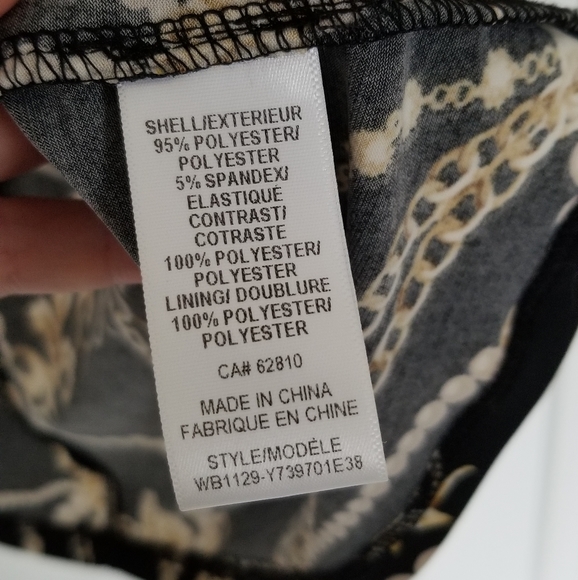 SHELL/EXTERIEUR
95% POLYESTER/
POLYESTER
5% SPANDEX/
ELASTIQUÉ
CONTRAST/
COTRASTE
100% POLYESTER/
POLYESTER
LINING/ DOUBLURE
100% POLYESTER/
POLYESTER
CA# 62810
MADE IN CHINA
FABRIQUE EN CHINE
STYLE/MODÈLE
WB1129-Y739701E38